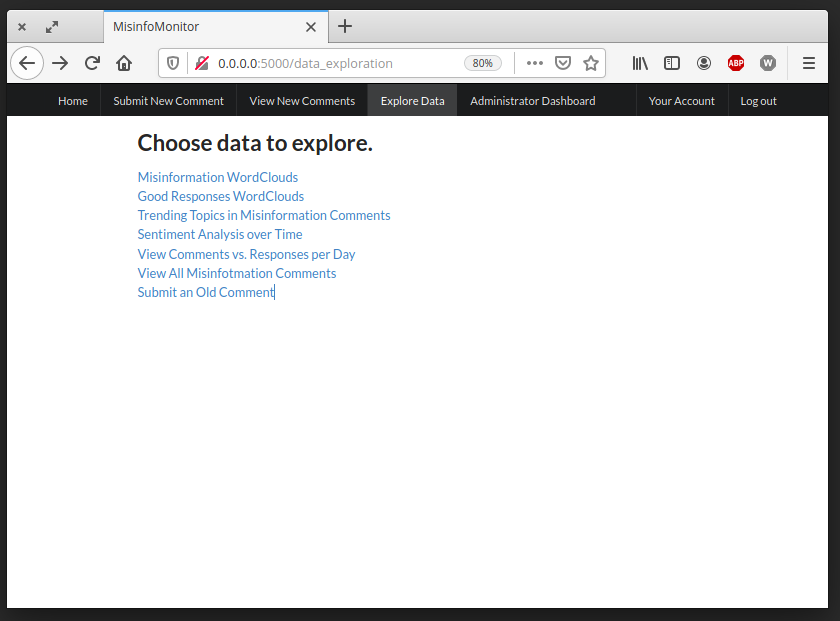 MisinfoMonitor
0.0.0.0:5000/data_exploration 80%
ABP W
Home Submit New Comment View New Comments Explore Data Administrator Dashboard Your Account Log out
Choose data to explore.
Misinformation WordClouds
Good Responses WordClouds
Trending Topics in Misinformation Comments
Sentiment Analysis over Time
View Comments vs. Responses per Day
View All Misinfotmation Comments
Submit an Old Comment